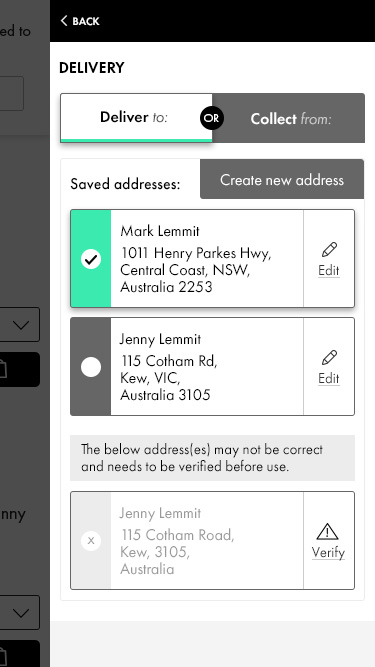 ed to
BACK
DELIVERY
Deliver to:
OR
Collect from:
Saved addresses:
Create new address
Mark Lemmit
1011 Henry Parkes Hwy,
Central Coast, NSW,
Australia 2253
Edit
Jenny Lemmit
115 Cotham Rd,
Kew, VIC,
Australia 3105
Edit
The below address(es) may not be correct
and needs to be verified before use.
Jenny Lemmit
115 Cotham Road,
Kew, 3105,
Australia
x
Verify
nny